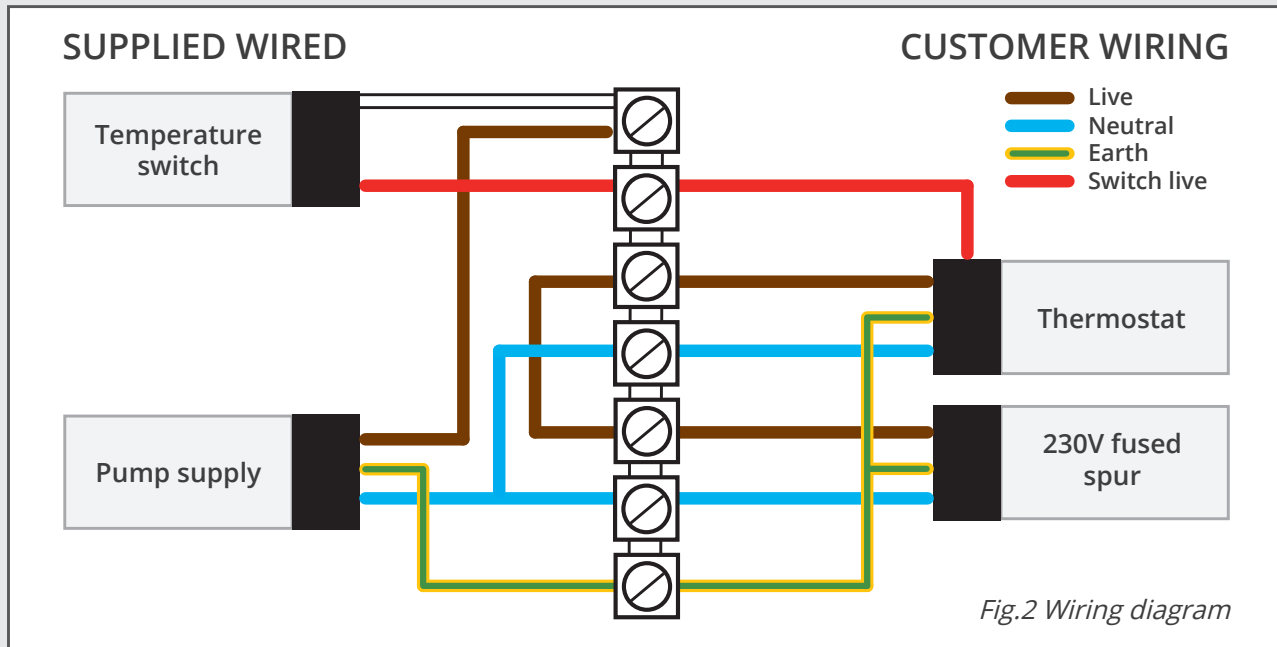 SUPPLIED WIRED
CUSTOMER WIRING
Live
Neutral
Earth
Switch live
Temperature
switch
Thermostat
Pump supply
230V fused
spur
Fig.2 Wiring diagram